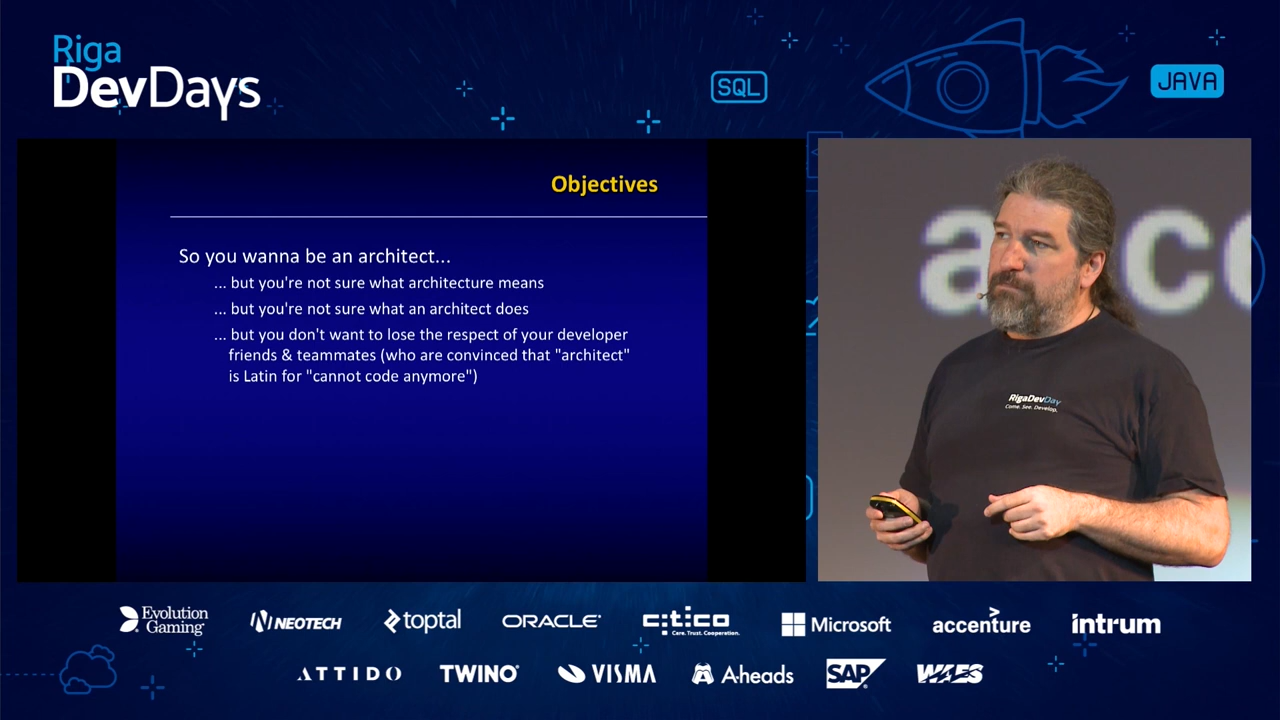 Riga
DevDays
SQL
JAVA
Objectives
So you wanna be an architect...
... but you're not sure what architecture means
... but you're not sure what an architect does
... but you don't want to lose the respect of your developer
friends & teammates (who are convinced that "architect"
is Latin for "cannot code anymore")
RigaDevDay
Come. See. Develop.
Evolution
Gaming
NEOTECH
toptal
ORACLE
citico
Care. Trust. Cooperation.
Microsoft
accenture
intrum
ATTIDO
TWINO
VISMA
A-heads
SAP
WAES